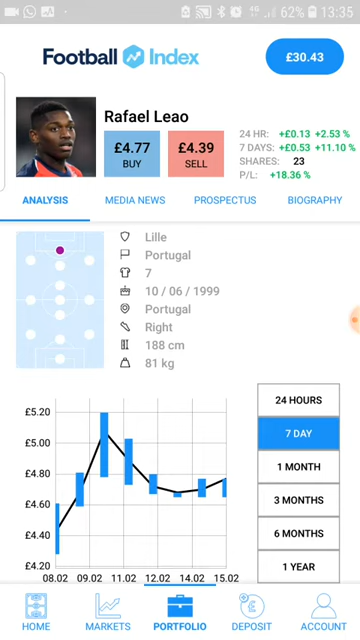 4G 62% 13:35
Football Index
£30.43
Rafael Leao
£4.77
BUY
£4.39
SELL
24 HR: +£0.13 +2.53 %
7 DAYS: +£0.53 +11.10 %
SHARES: 23
P/L: +18.36 %
ANALYSIS
MEDIA NEWS
PROSPECTUS
BIOGRAPHY
Lille
Portugal
7
10 / 06 / 1999
Portugal
Right
188 cm
81 kg
£5.20
£5.00
£4.80
£4.60
£4.40
£4.20
08.02 09.02 11.02 12.02 14.02 15.02
24 HOURS
7 DAY
1 MONTH
3 MONTHS
6 MONTHS
1 YEAR
HOME
MARKETS
PORTFOLIO
DEPOSIT
ACCOUNT